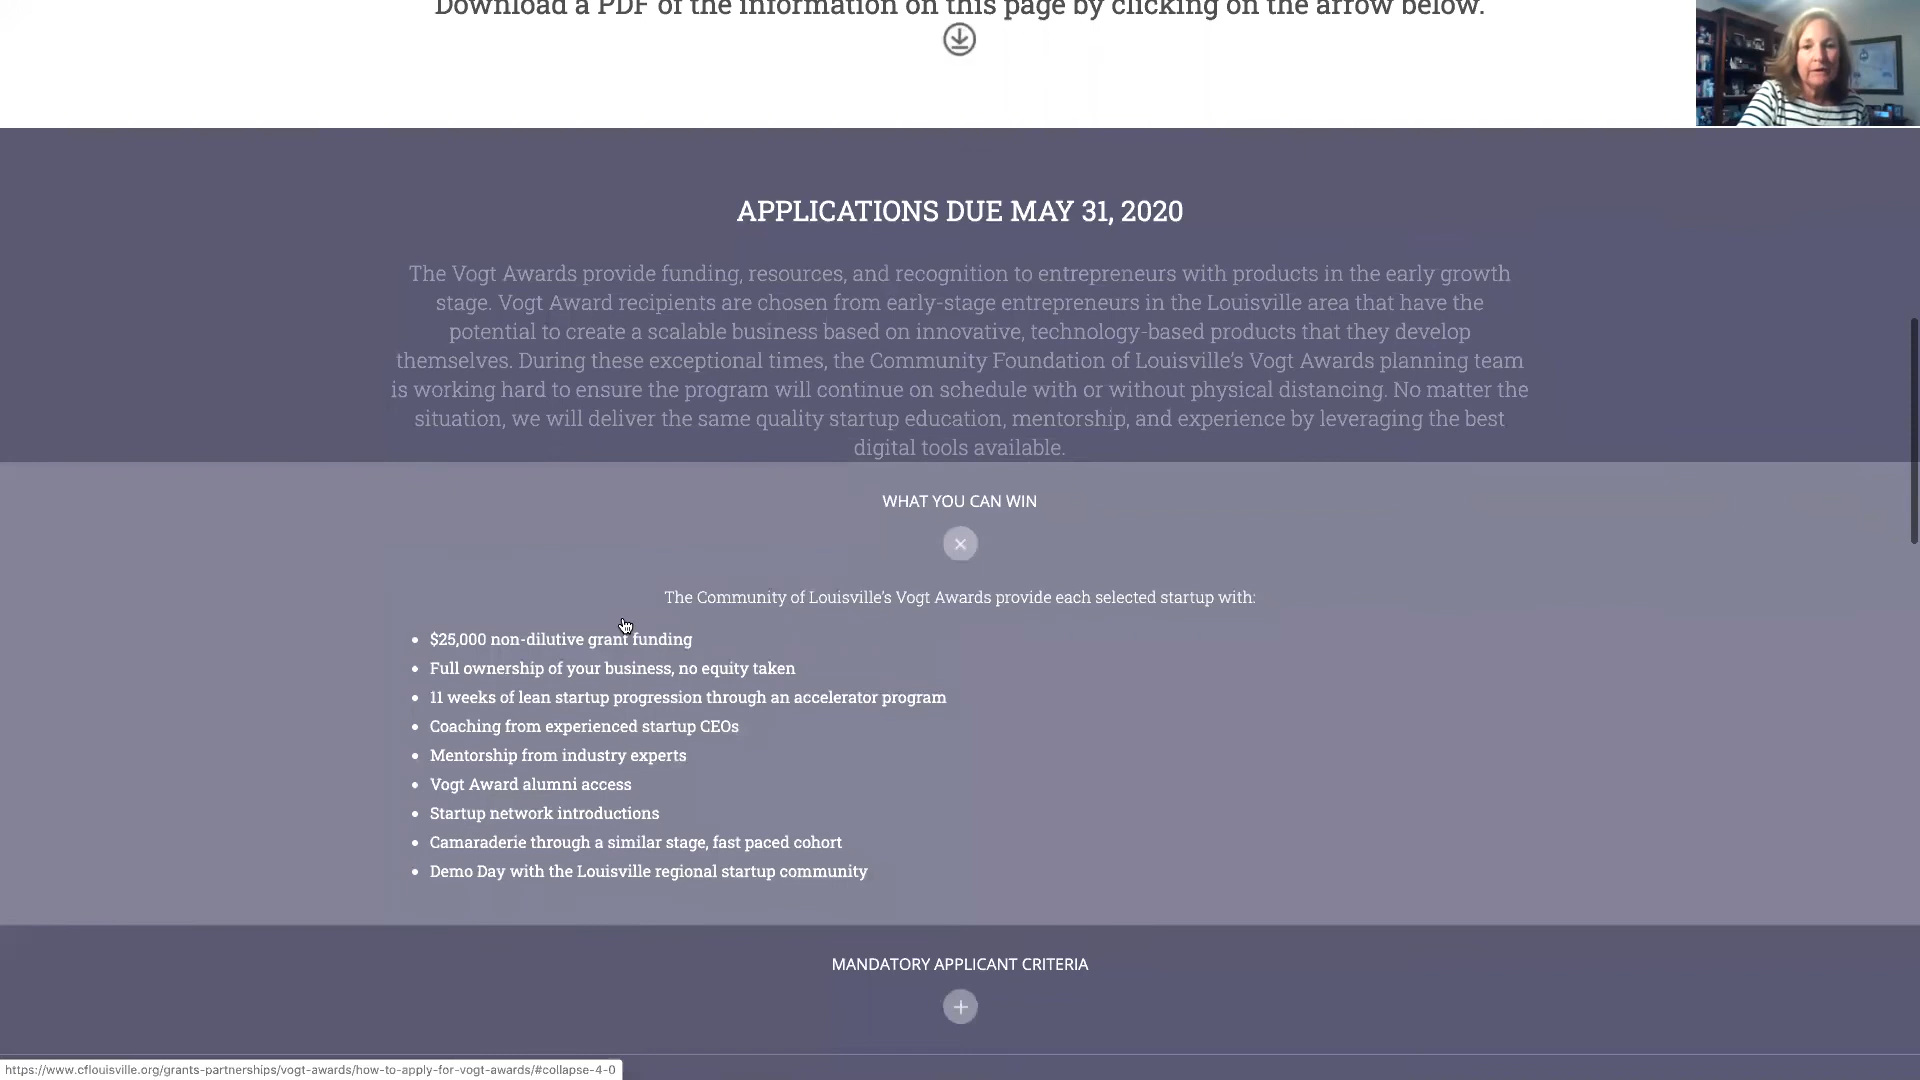 Download a PDF of the information on this page by clicking on the arrow below.
APPLICATIONS DUE MAY 31, 2020
The Vogt Awards provide funding, resources, and recognition to entrepreneurs with products in the early growth
stage. Vogt Award recipients are chosen from early-stage entrepreneurs in the Louisville area that have the
potential to create a scalable business based on innovative, technology-based products that they develop
themselves. During these exceptional times, the Community Foundation of Louisville’s Vogt Awards planning team
is working hard to ensure the program will continue on schedule with or without physical distancing. No matter the
situation, we will deliver the same quality startup education, mentorship, and experience by leveraging the best
digital tools available.
WHAT YOU CAN WIN
The Community of Louisville’s Vogt Awards provide each selected startup with:
• $25,000 non-dilutive grant funding
• Full ownership of your business, no equity taken
• 11 weeks of lean startup progression through an accelerator program
• Coaching from experienced startup CEOs
• Mentorship from industry experts
• Vogt Award alumni access
• Startup network introductions
• Camaraderie through a similar stage, fast paced cohort
• Demo Day with the Louisville regional startup community
MANDATORY APPLICANT CRITERIA
https://www.cflouisville.org/grants-partnerships/vogt-awards/how-to-apply-for-vogt-awards/#collapse-4-0